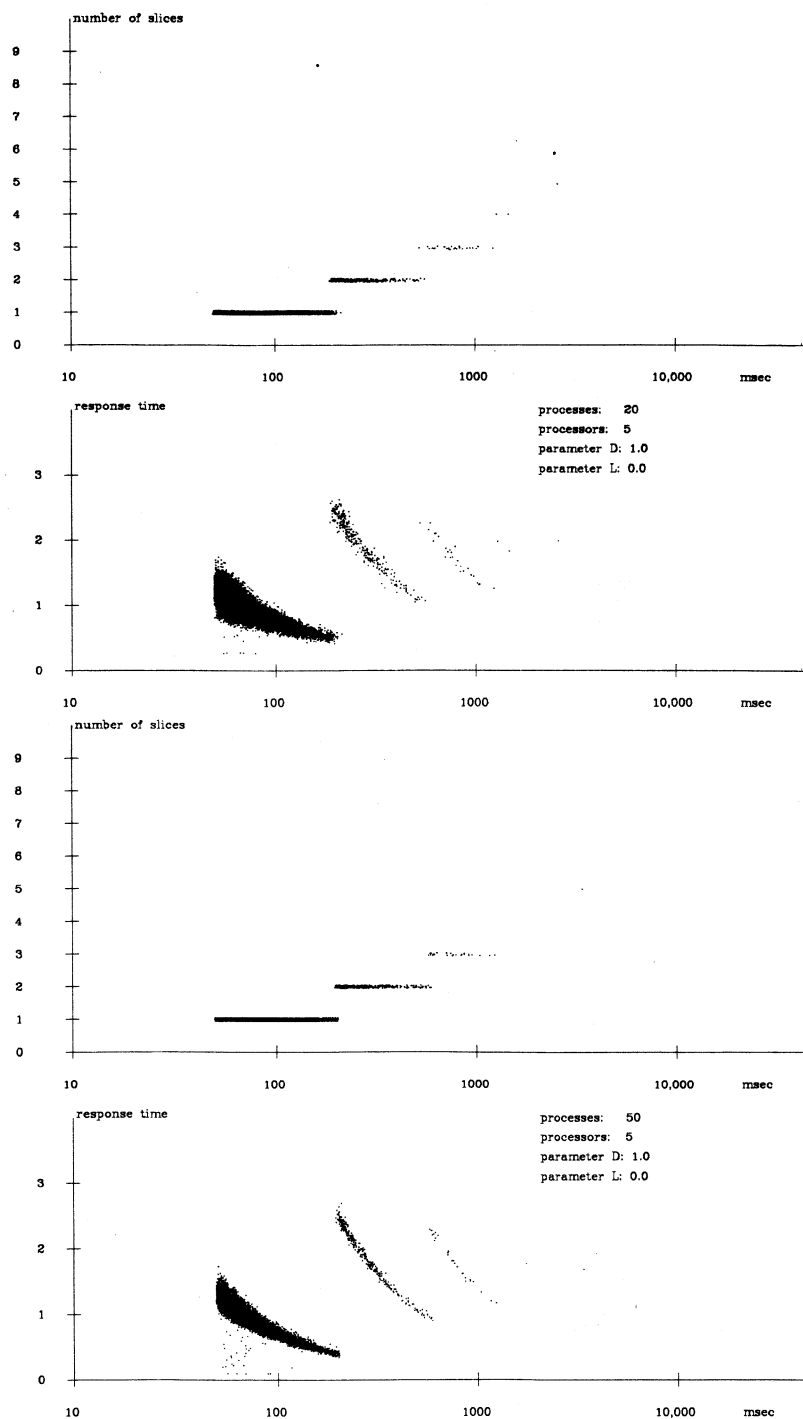 number of slices
9
8
7
6
5
4
3
2
1
0
10 100 1000 10,000 msec
response time
processes: 20
processors: 5
parameter D: 1.0
parameter L: 0.0
3
2
1
0
10 100 1000 10,000 msec
number of slices
9
8
7
6
5
4
3
2
1
0
10 100 1000 10,000 msec
response time
processes: 50
processors: 5
parameter D: 1.0
parameter L: 0.0
3
2
1
0
10 100 1000 10,000 msec